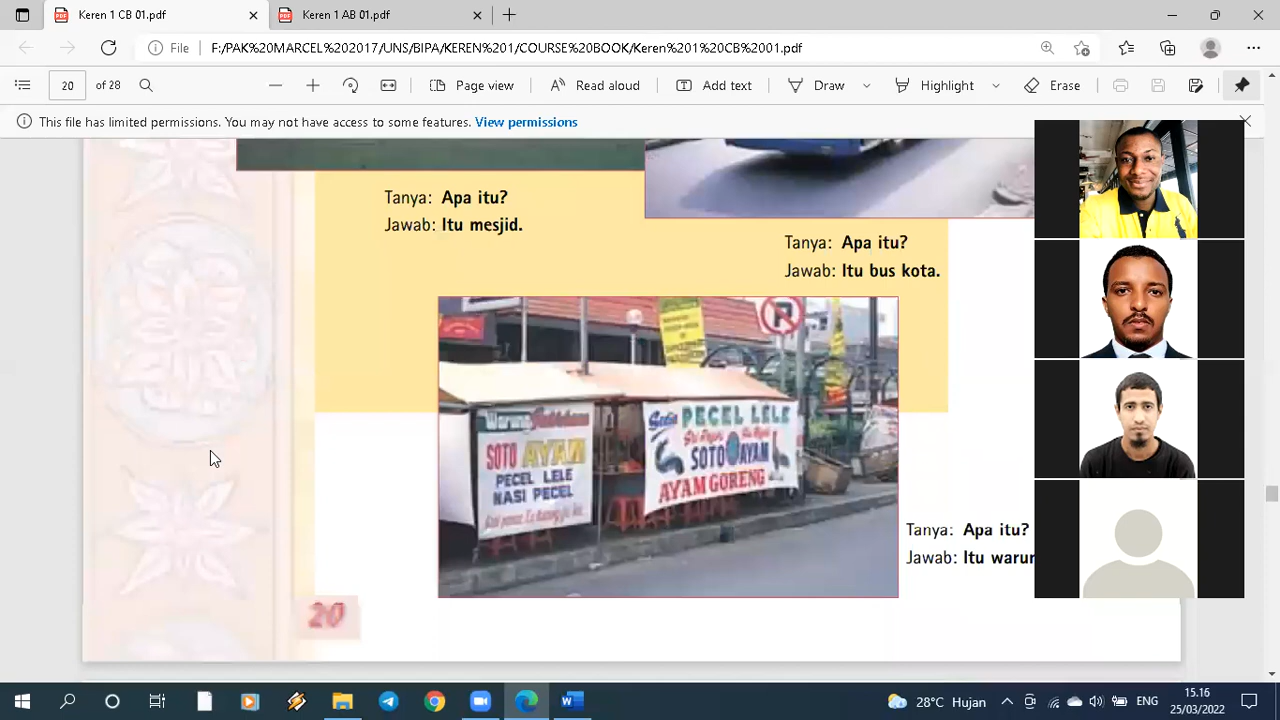 Keren 1 CB 01.pdf
Keren 1 AB 01.pdf
File
F:/PAK%20MARCEL%202017/UNS/BIPA/KEREN%201/COURSE%20BOOK/Keren%201%20CB%2001.pdf
20 of 28
Page view
Read aloud
Add text
Draw
Highlight
Erase
This file has limited permissions. You may not have access to some features. View permissions
Tanya: Apa itu?
Jawab: Itu mesjid.
Tanya: Apa itu?
Jawab: Itu bus kota.
P
Warung
SOTO AYAM
PECEL LELE
NASI PECEL
Sedia PECEL LELE
SOTO AYAM
AYAM GORENG
Tanya: Apa itu?
Jawab: Itu warun
20
28°C Hujan
ENG
15.16
25/03/2022